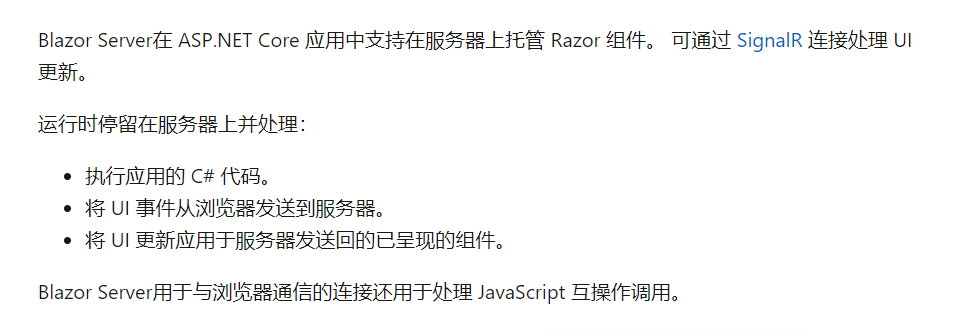 Blazor Server在 ASP.NET Core 应用中支持在服务器上托管 Razor 组件。 可通过 SignalR 连接处理 UI
更新。
运行时停留在服务器上并处理：
• 执行应用的 C# 代码。
• 将 UI 事件从浏览器发送到服务器。
• 将 UI 更新应用于服务器发送回的已呈现的组件。
Blazor Server用于与浏览器通信的连接还用于处理 JavaScript 互操作调用。